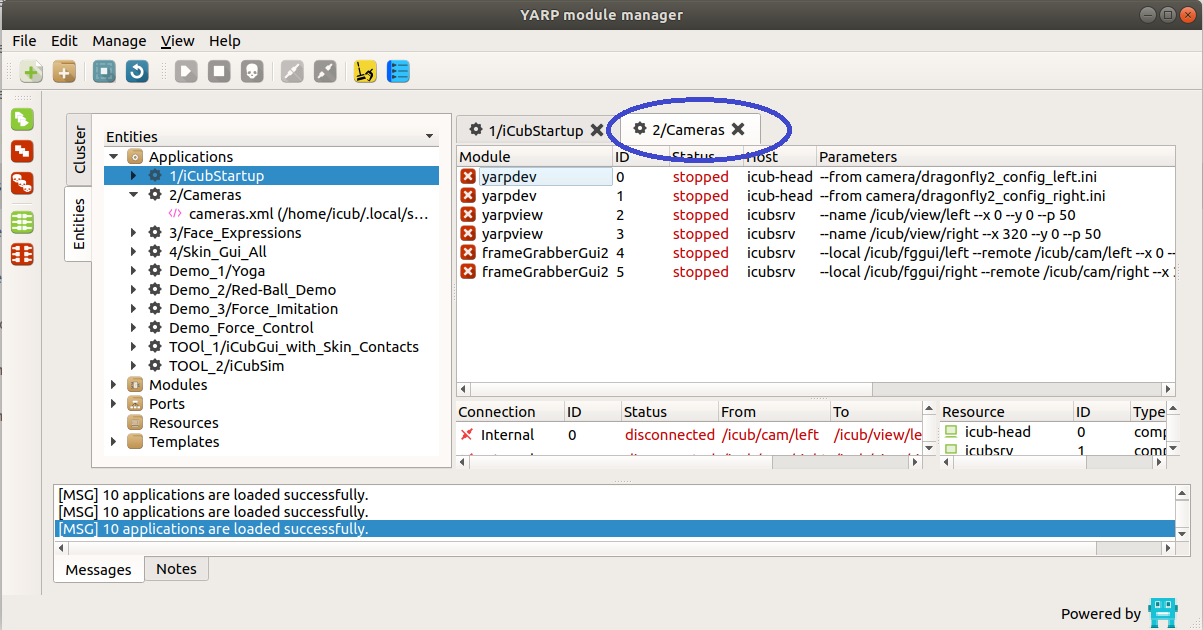 YARP module manager
File Edit Manage View Help
Cluster
Entities
Entities
Applications
1/iCubStartup
2/Cameras
cameras.xml (/home/icub/.local/s...
3/Face_Expressions
4/Skin_Gui_All
Demo_1/Yoga
Demo_2/Red-Ball_Demo
Demo_3/Force_Imitation
Demo_Force_Control
TOOl_1/iCubGui_with_Skin_Contacts
TOOL_2/iCubSim
Modules
Ports
Resources
Templates
1/iCubStartup 2/Cameras
Module ID Status Host Parameters
yarpdev 0 stopped icub-head --from camera/dragonfly2_config_left.ini
yarpdev 1 stopped icub-head --from camera/dragonfly2_config_right.ini
yarpview 2 stopped icubsrv --name /icub/view/left --x 0 --y 0 --p 50
yarpview 3 stopped icubsrv --name /icub/view/right --x 320 --y 0 --p 50
frameGrabberGui2 4 stopped icubsrv --local /icub/fggui/left --remote /icub/cam/left --x 0 --
frameGrabberGui2 5 stopped icubsrv --local /icub/fggui/right --remote /icub/cam/right --x
Connection ID Status From To
Internal 0 disconnected /icub/cam/left /icub/view/le
Resource ID Type
icub-head 0 comp
icubsrv 1 comp
[MSG] 10 applications are loaded successfully.
[MSG] 10 applications are loaded successfully.
[MSG] 10 applications are loaded successfully.
Messages Notes
Powered by